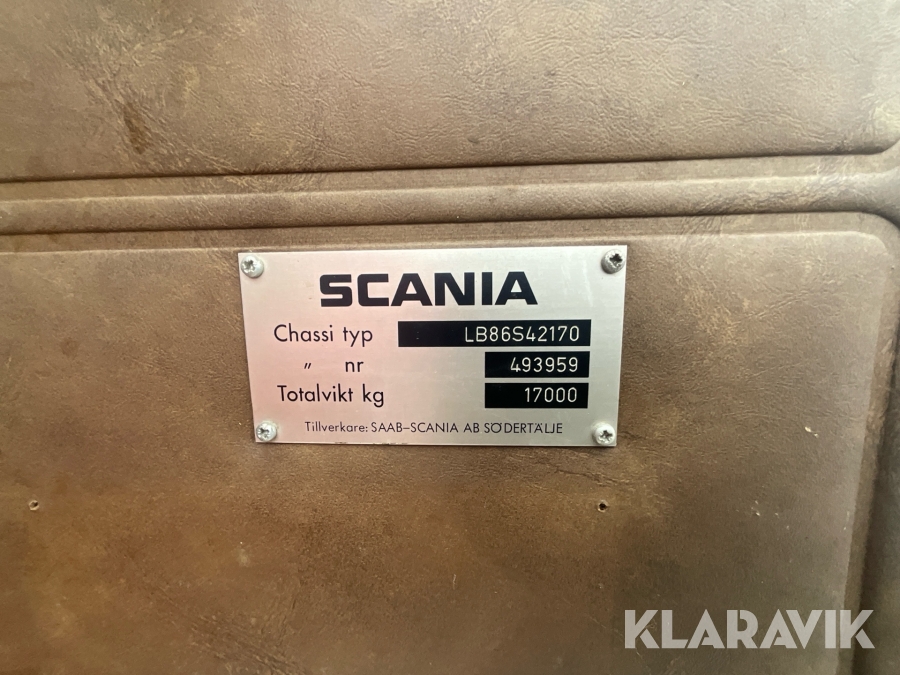 SCANIA
Chassi typ LB86S42170
„ nr 493959
Totalvikt kg 17000
Tillverkare: SAAB-SCANIA AB SÖDERTÄLJE
KLARAVIK